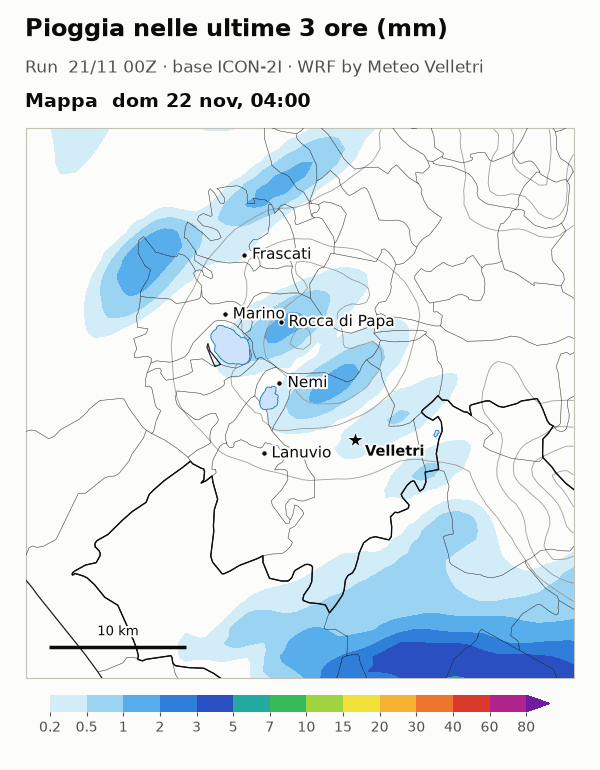 Pioggia nelle ultime 3 ore (mm)
Run  21/11 00Z · base ICON-2I · WRF by Meteo Velletri
Mappa  dom 22 nov, 04:00
Frascati
Marino
Rocca di Papa
Nemi
Velletri
Lanuvio
10 km
0.2 0.5 1 2 3 5 7 10 15 20 30 40 60 80